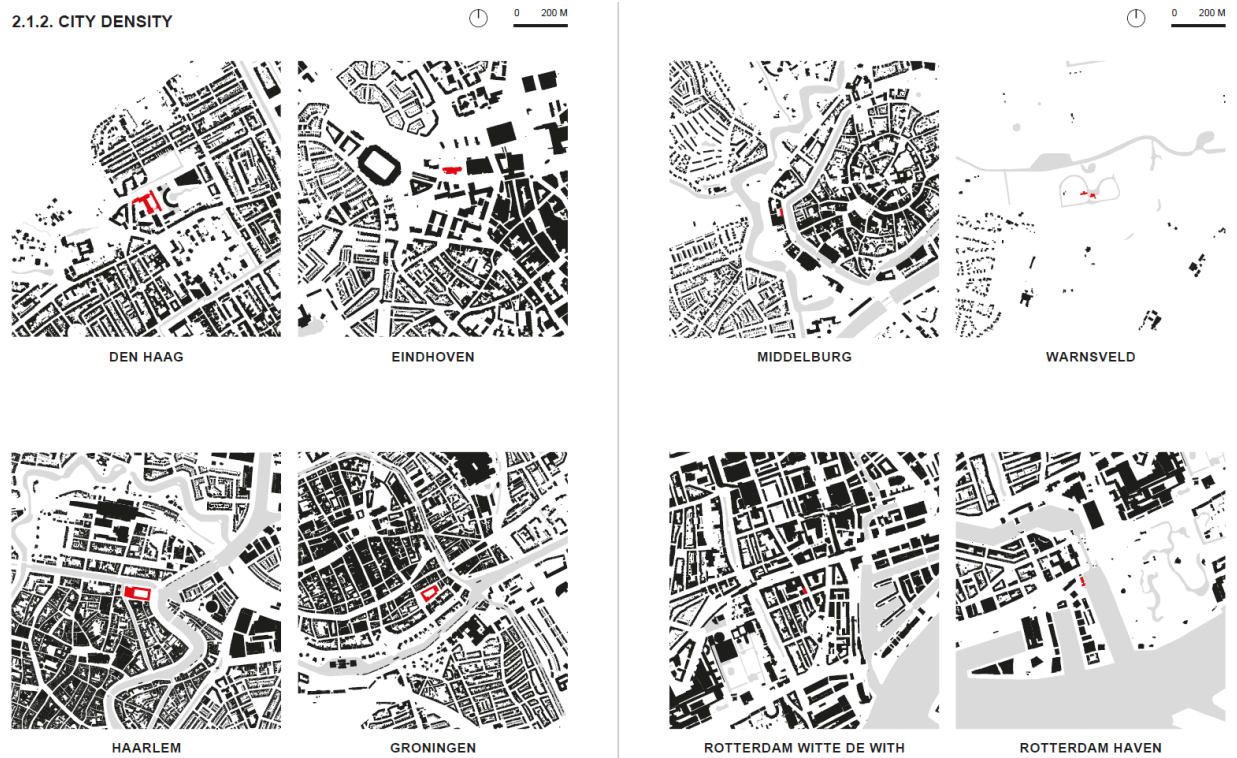 2.1.2. CITY DENSITY
0 200 M
0 200 M
DEN HAAG
EINDHOVEN
MIDDELBURG
WARNSVELD
HAARLEM
GRONINGEN
ROTTERDAM WITTE DE WITH
ROTTERDAM HAVEN